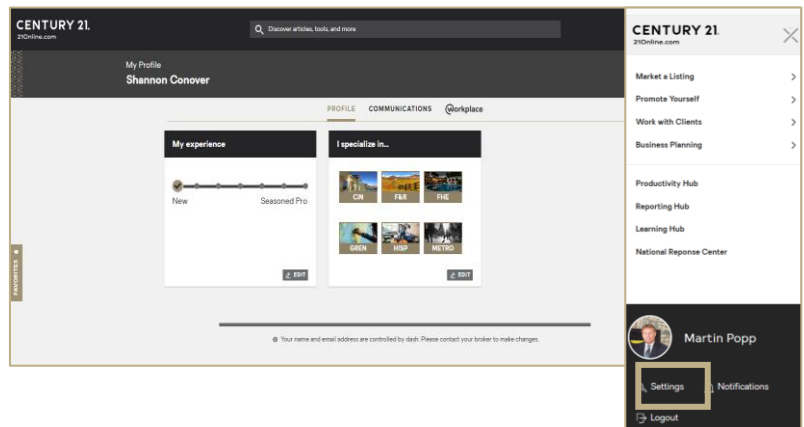 CENTURY 21.
21Online.com
Discover articles, tools, and more
My Profile
Shannon Conover
PROFILE COMMUNICATIONS workplace
My experience
New Seasoned Pro
EDIT
I specialize in...
CIN F&R FHE
GREN HISP METRO
EDIT
FAVORITES
Your name and email address are controlled by dash. Please contact your broker to make changes.
CENTURY 21.
21Online.com
Market a Listing
Promote Yourself
Work with Clients
Business Planning
Productivity Hub
Reporting Hub
Learning Hub
National Reponse Center
Martin Popp
Settings Notifications
Logout